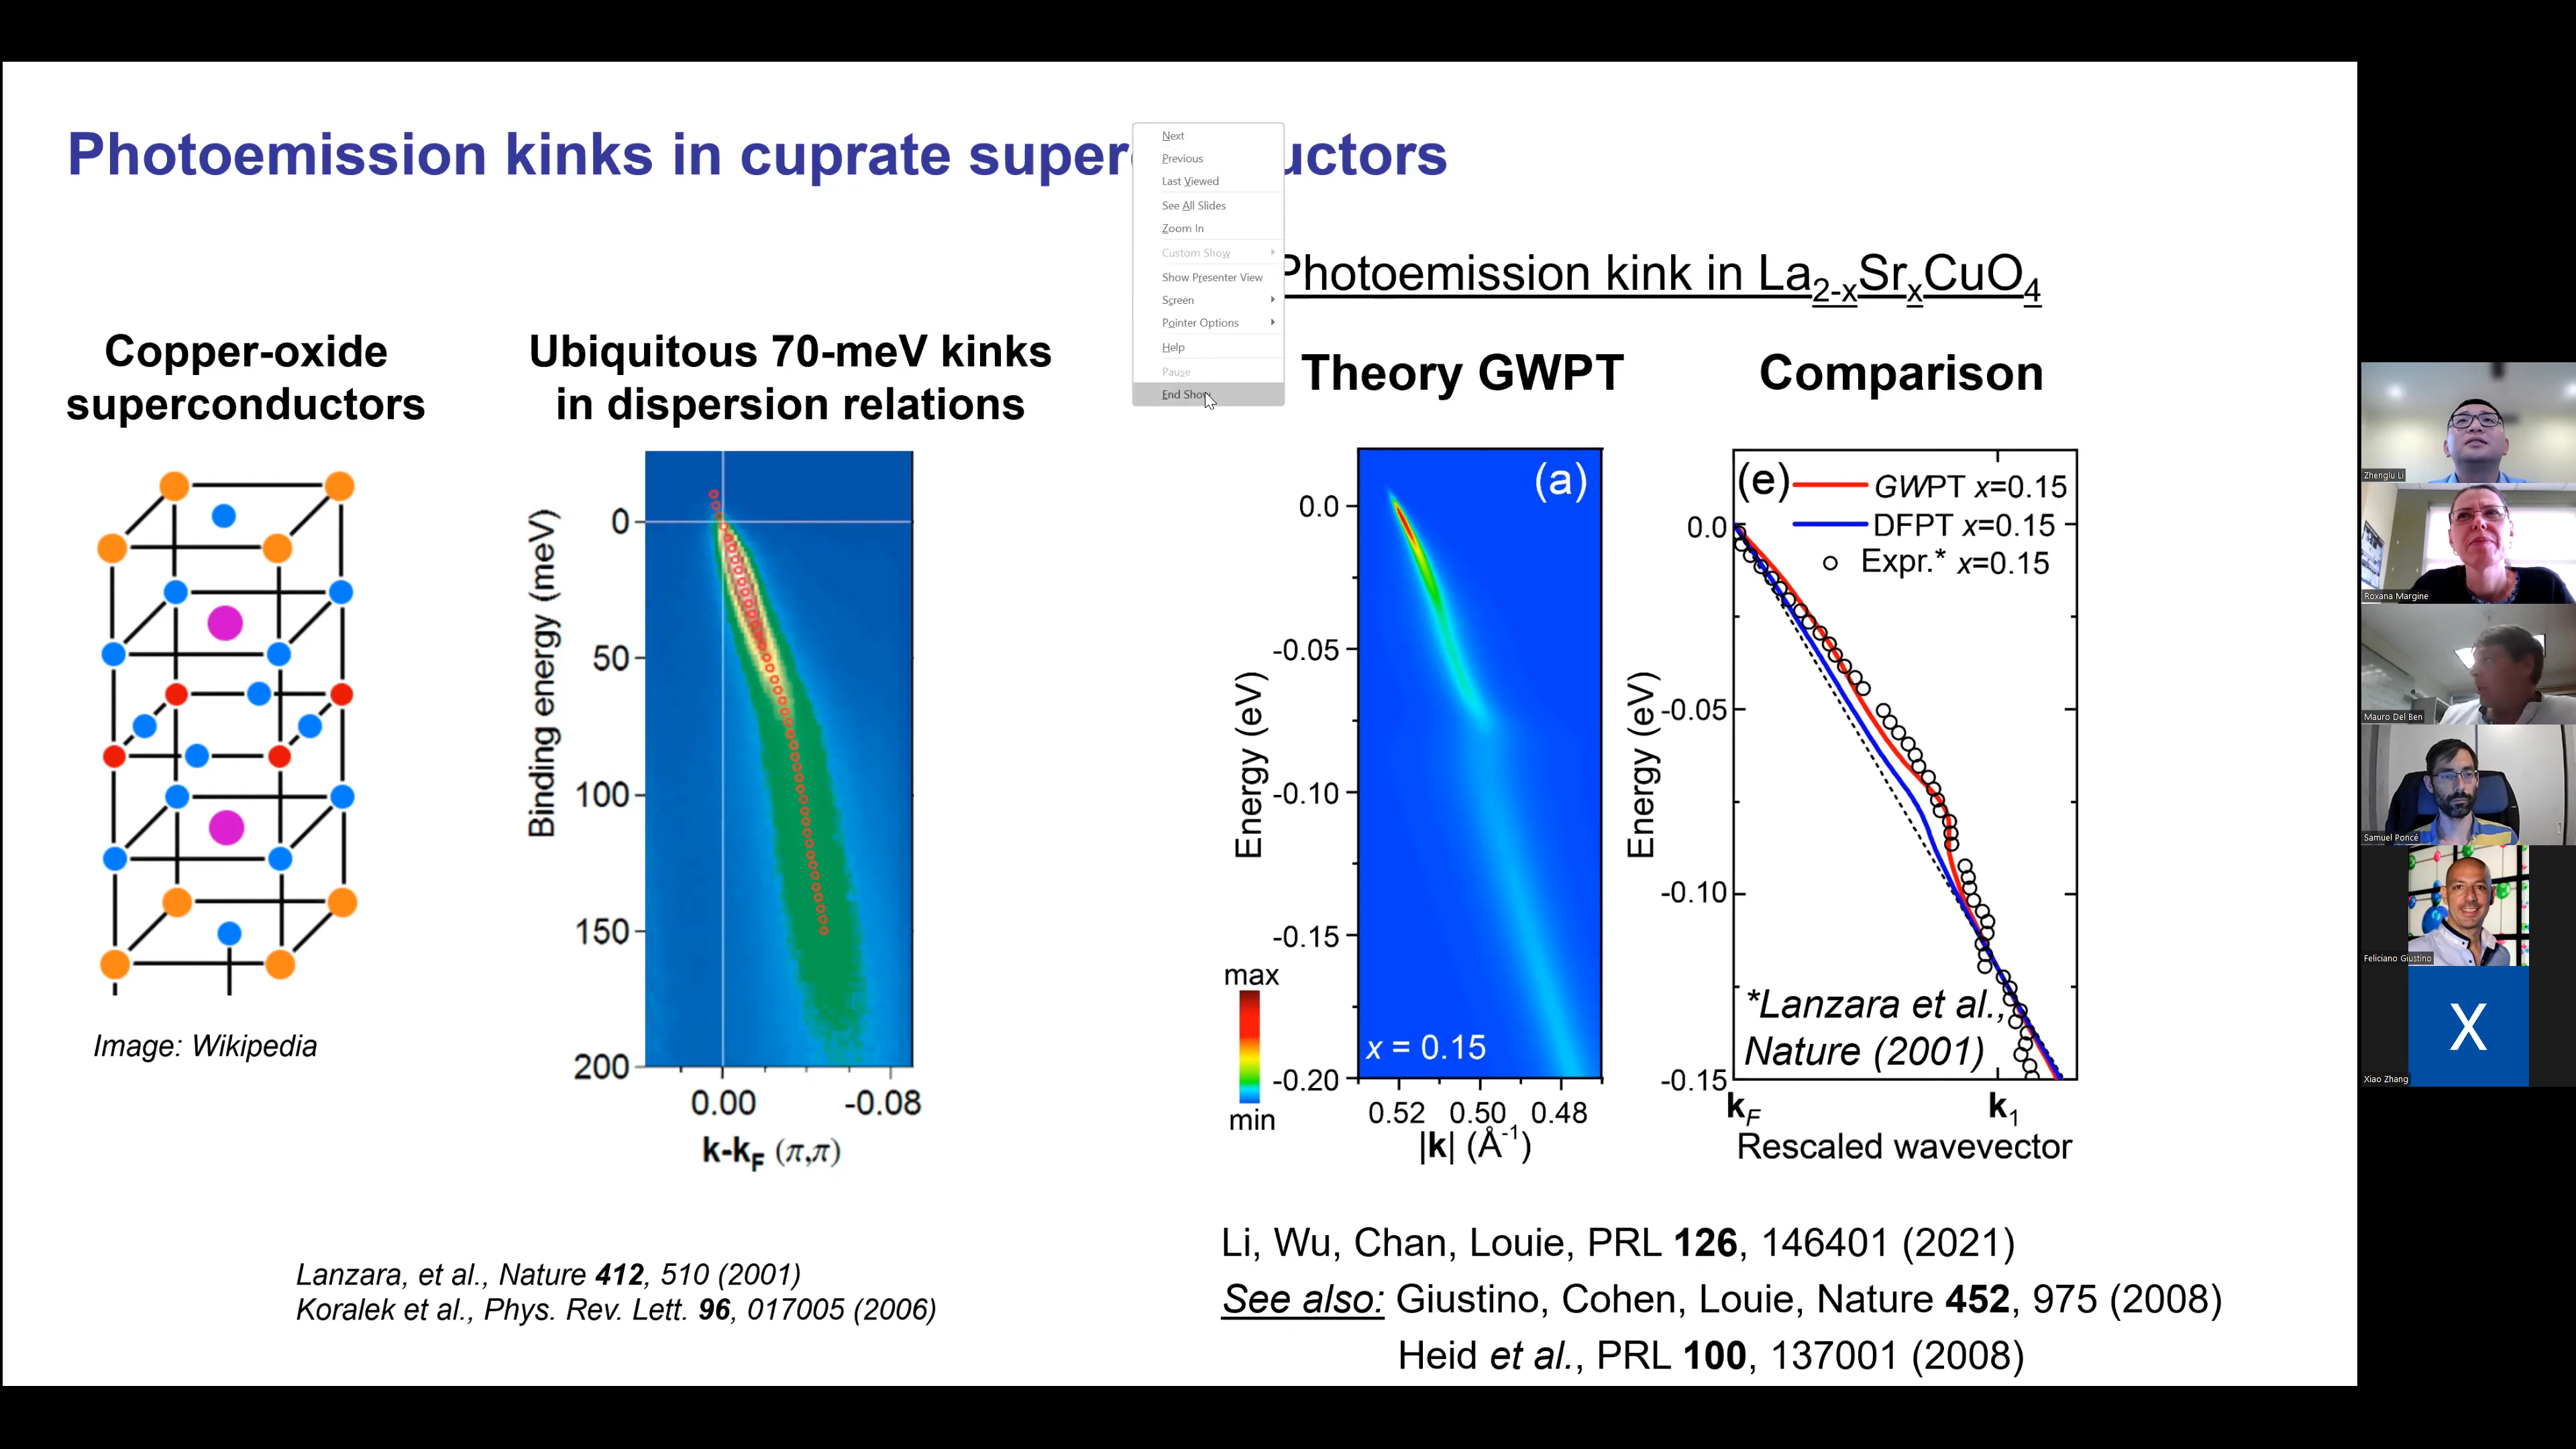 Photoemission kinks in cuprate super
uctors
Next
Previous
Last Viewed
See All Slides
Zoom In
Custom Show
Show Presenter View
Screen
Pointer Options
Help
Pause
End Show
Photoemission kink in La2-xSrxCuO4
Copper-oxide
superconductors
Image: Wikipedia
Ubiquitous 70-meV kinks
in dispersion relations
Binding energy (meV)
0
50
100
150
200
0.00 -0.08
k-kF (π,π)
Theory GWPT
(a)
Energy (eV)
0.0
-0.05
-0.10
-0.15
-0.20
max
min
x = 0.15
0.52 0.50 0.48
|k| (Å-1)
Comparison
(e)
GWPT x=0.15
DFPT x=0.15
Expr.* x=0.15
Energy (eV)
0.0
-0.05
-0.10
-0.15
*Lanzara et al.,
Nature (2001)
kF k1
Rescaled wavevector
Lanzara, et al., Nature 412, 510 (2001)
Koralek et al., Phys. Rev. Lett. 96, 017005 (2006)
Li, Wu, Chan, Louie, PRL 126, 146401 (2021)
See also: Giustino, Cohen, Louie, Nature 452, 975 (2008)
Heid et al., PRL 100, 137001 (2008)
Zhenglu Li
Roxana Margine
Mauro Del Ben
Samuel Poncé
Feliciano Giustino
X
Xiao Zhang